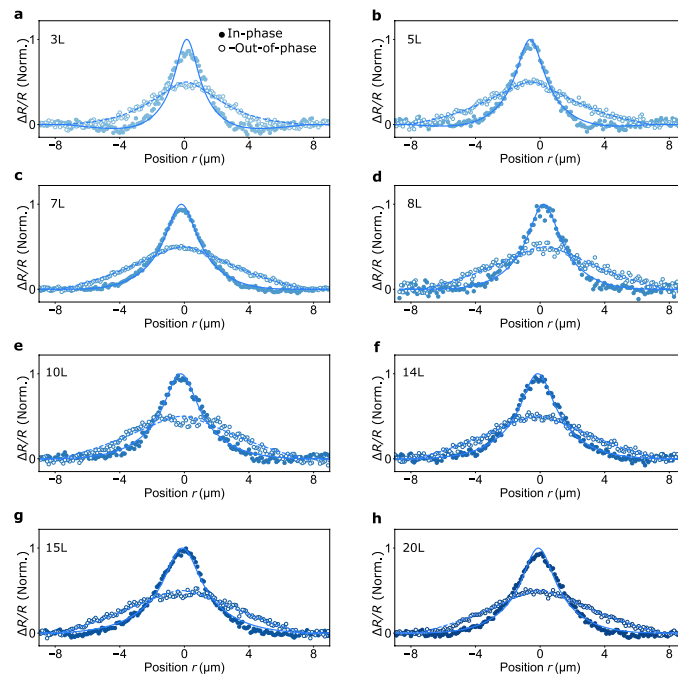 a
3L
In-phase
–Out-of-phase
ΔR/R (Norm.)
1
0
−8 −4 0 4 8
Position r (μm)
b
5L
ΔR/R (Norm.)
1
0
−8 −4 0 4 8
Position r (μm)
c
7L
ΔR/R (Norm.)
1
0
−8 −4 0 4 8
Position r (μm)
d
8L
ΔR/R (Norm.)
1
0
−8 −4 0 4 8
Position r (μm)
e
10L
ΔR/R (Norm.)
1
0
−8 −4 0 4 8
Position r (μm)
f
14L
ΔR/R (Norm.)
1
0
−8 −4 0 4 8
Position r (μm)
g
15L
ΔR/R (Norm.)
1
0
−8 −4 0 4 8
Position r (μm)
h
20L
ΔR/R (Norm.)
1
0
−8 −4 0 4 8
Position r (μm)